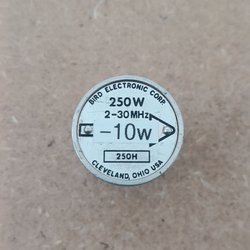 BIRD ELECTRONIC CORP.
250W
2-30MHz
-10W
250H
CLEVELAND, OHIO USA